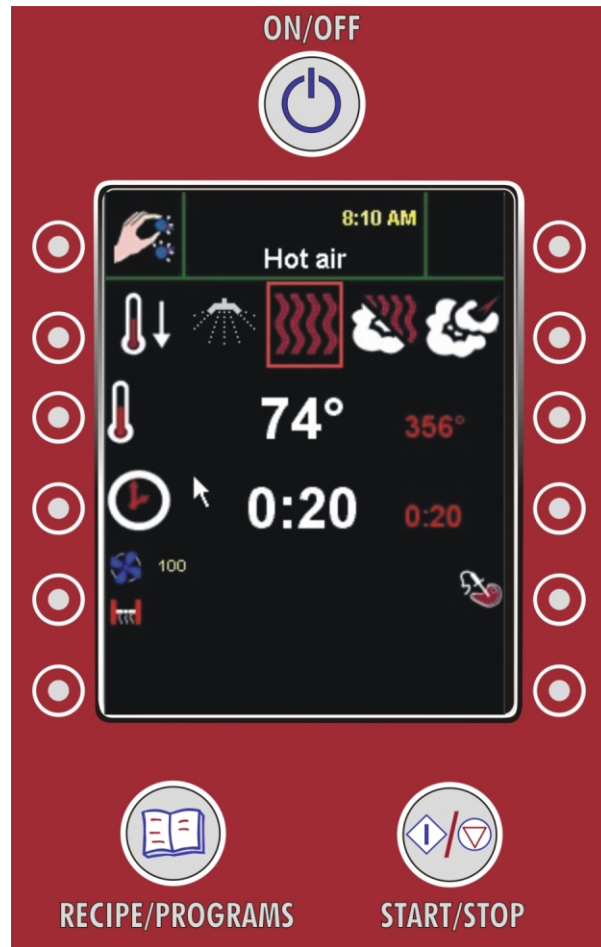 ON/OFF
8:10 AM
Hot air
74° 356°
0:20 0:20
100
RECIPE/PROGRAMS START/STOP